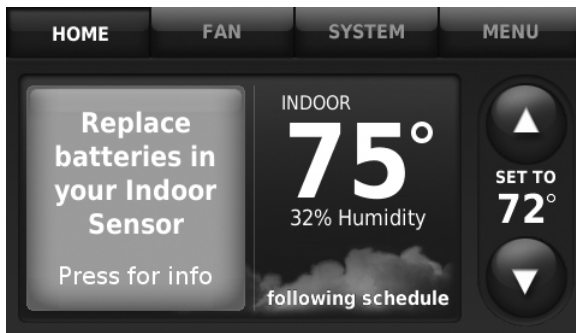 HOME FAN SYSTEM MENU
Replace
batteries in
your Indoor
Sensor
Press for info
INDOOR
75°
32% Humidity
following schedule
SET TO
72°